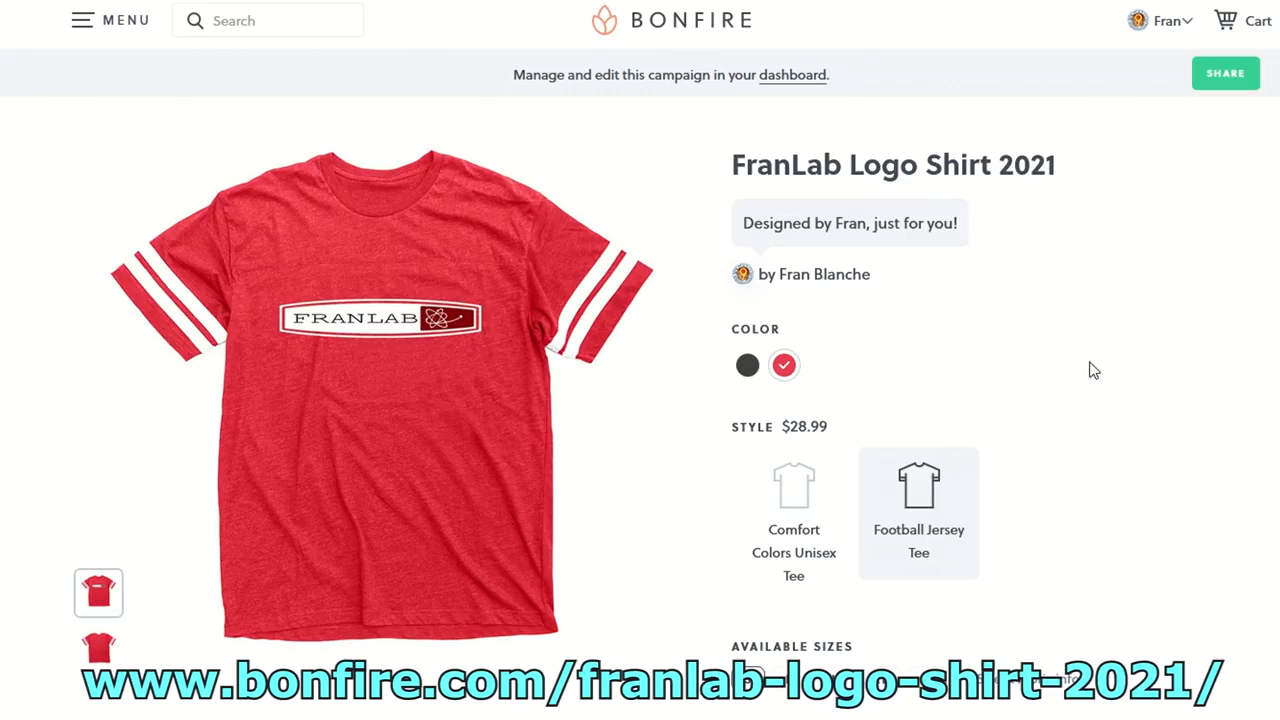 MENU
Search
BONFIRE
Fran
Cart
Manage and edit this campaign in your dashboard.
SHARE
FranLab Logo Shirt 2021
Designed by Fran, just for you!
by Fran Blanche
COLOR
FRANLAB
STYLE $28.99
Comfort
Colors Unisex
Tee
Football Jersey
Tee
AVAILABLE SIZES
www.bonfire.com/franlab-logo-shirt-2021/